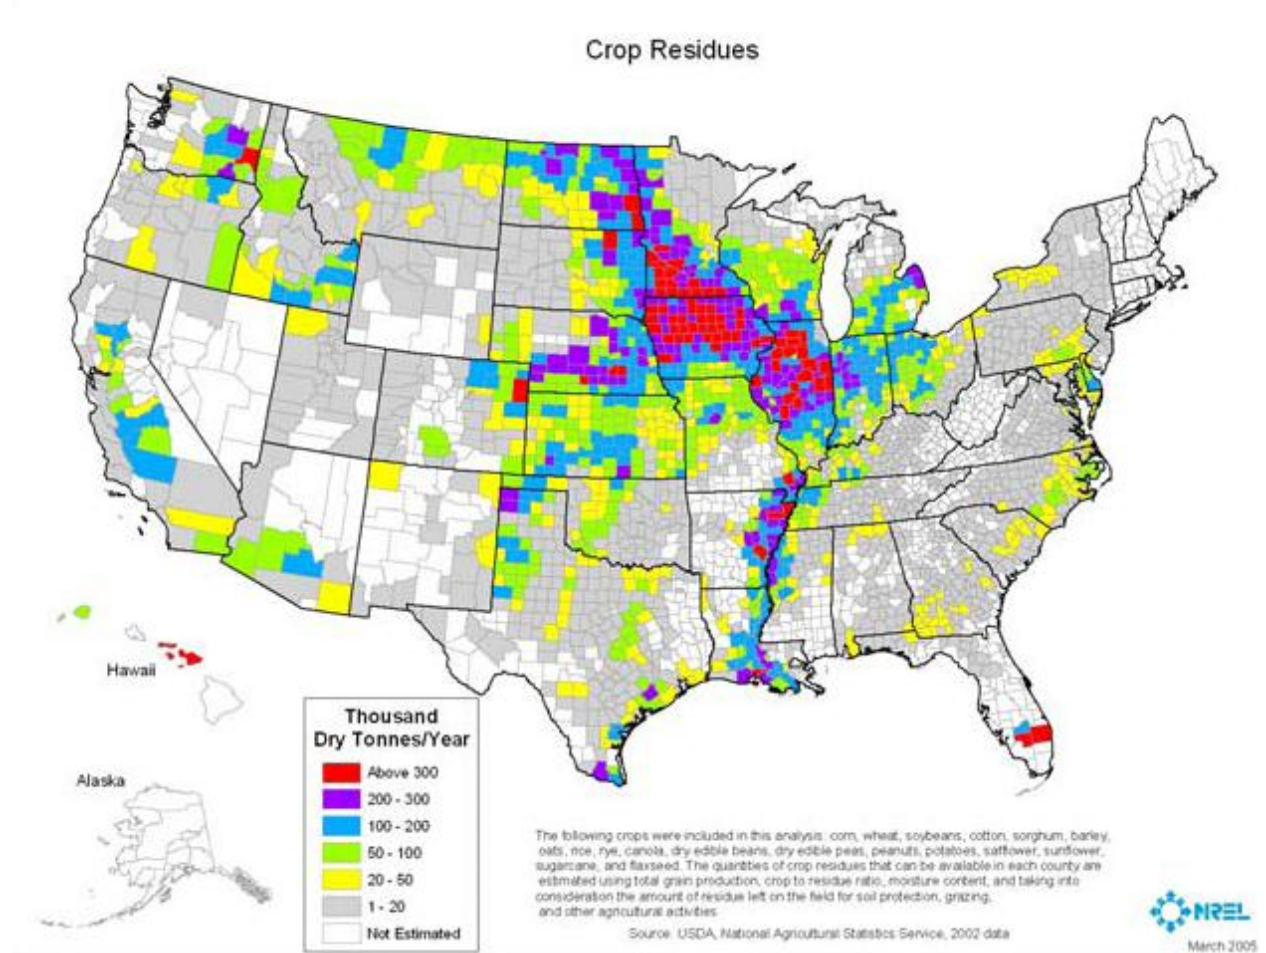 Crop Residues
Hawaii
Alaska
Thousand
Dry Tonnes/Year
Above 300
200 - 300
100 - 200
50 - 100
20 - 50
1 - 20
Not Estimated
The following crops were included in this analysis: corn, wheat, soybeans, cotton, sorghum, barley,
oats, rice, rye, canola, dry edible beans, dry edible peas, peanuts, potatoes, safflower, sunflower,
sugarcane, and flaxseed. The quantities of crop residues that can be available in each county are
estimated using total grain production, crop to residue ratio, moisture content, and taking into
consideration the amount of residue left on the field for soil protection, grazing,
and other agricultural activities
Source: USDA, National Agricultural Statistics Service, 2002 data
NREL
March 2005